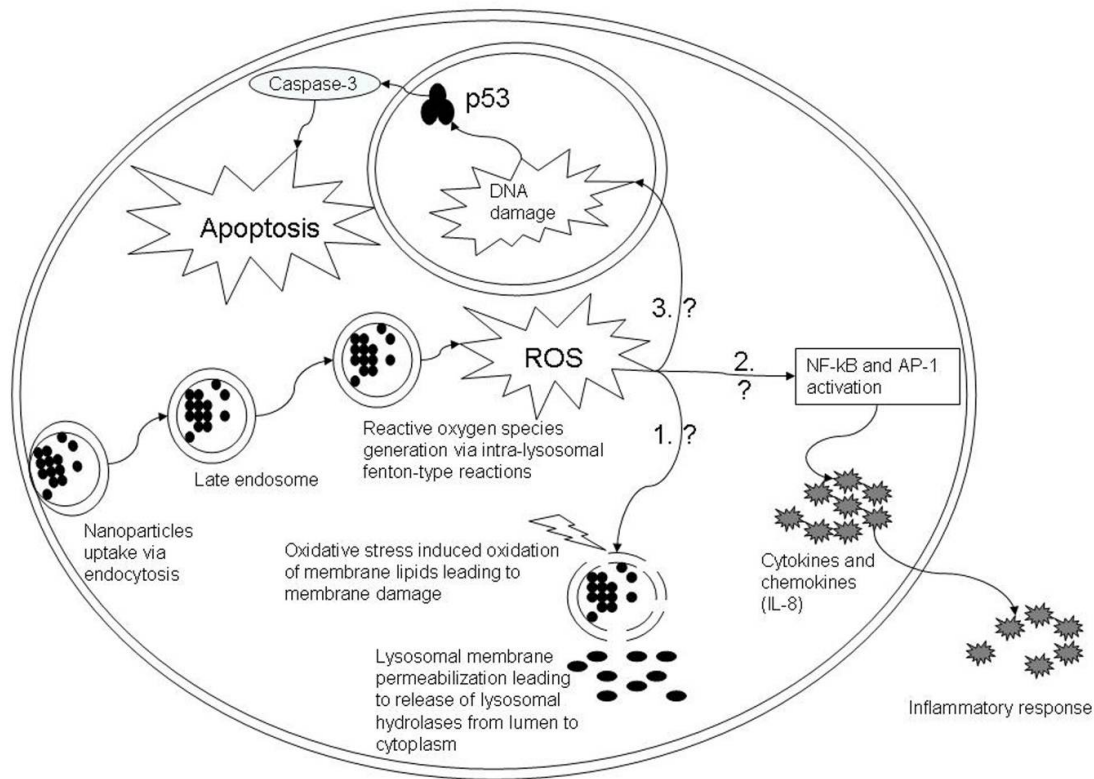 Caspase-3
p53
DNA
damage
Apoptosis
3. ?
ROS
2.
?
NF-kB and AP-1
activation
1. ?
Reactive oxygen species
generation via intra-lysosomal
fenton-type reactions
Late endosome
Nanoparticles
uptake via
endocytosis
Oxidative stress induced oxidation
of membrane lipids leading to
membrane damage
Cytokines and
chemokines
(IL-8)
Lysosomal membrane
permeabilization leading
to release of lysosomal
hydrolases from lumen to
cytoplasm
Inflammatory response